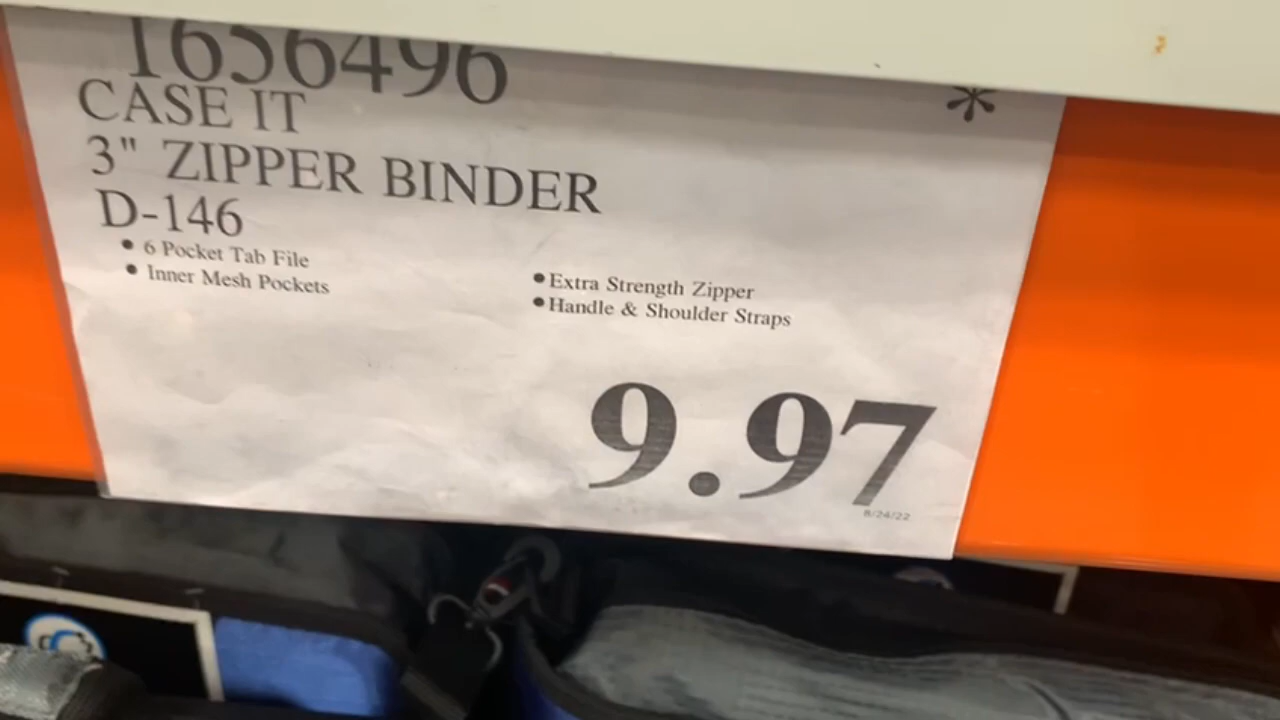 1656496
*
CASE IT
3" ZIPPER BINDER
D-146
• 6 Pocket Tab File
• Inner Mesh Pockets
• Extra Strength Zipper
• Handle & Shoulder Straps
9.97
8/24/22